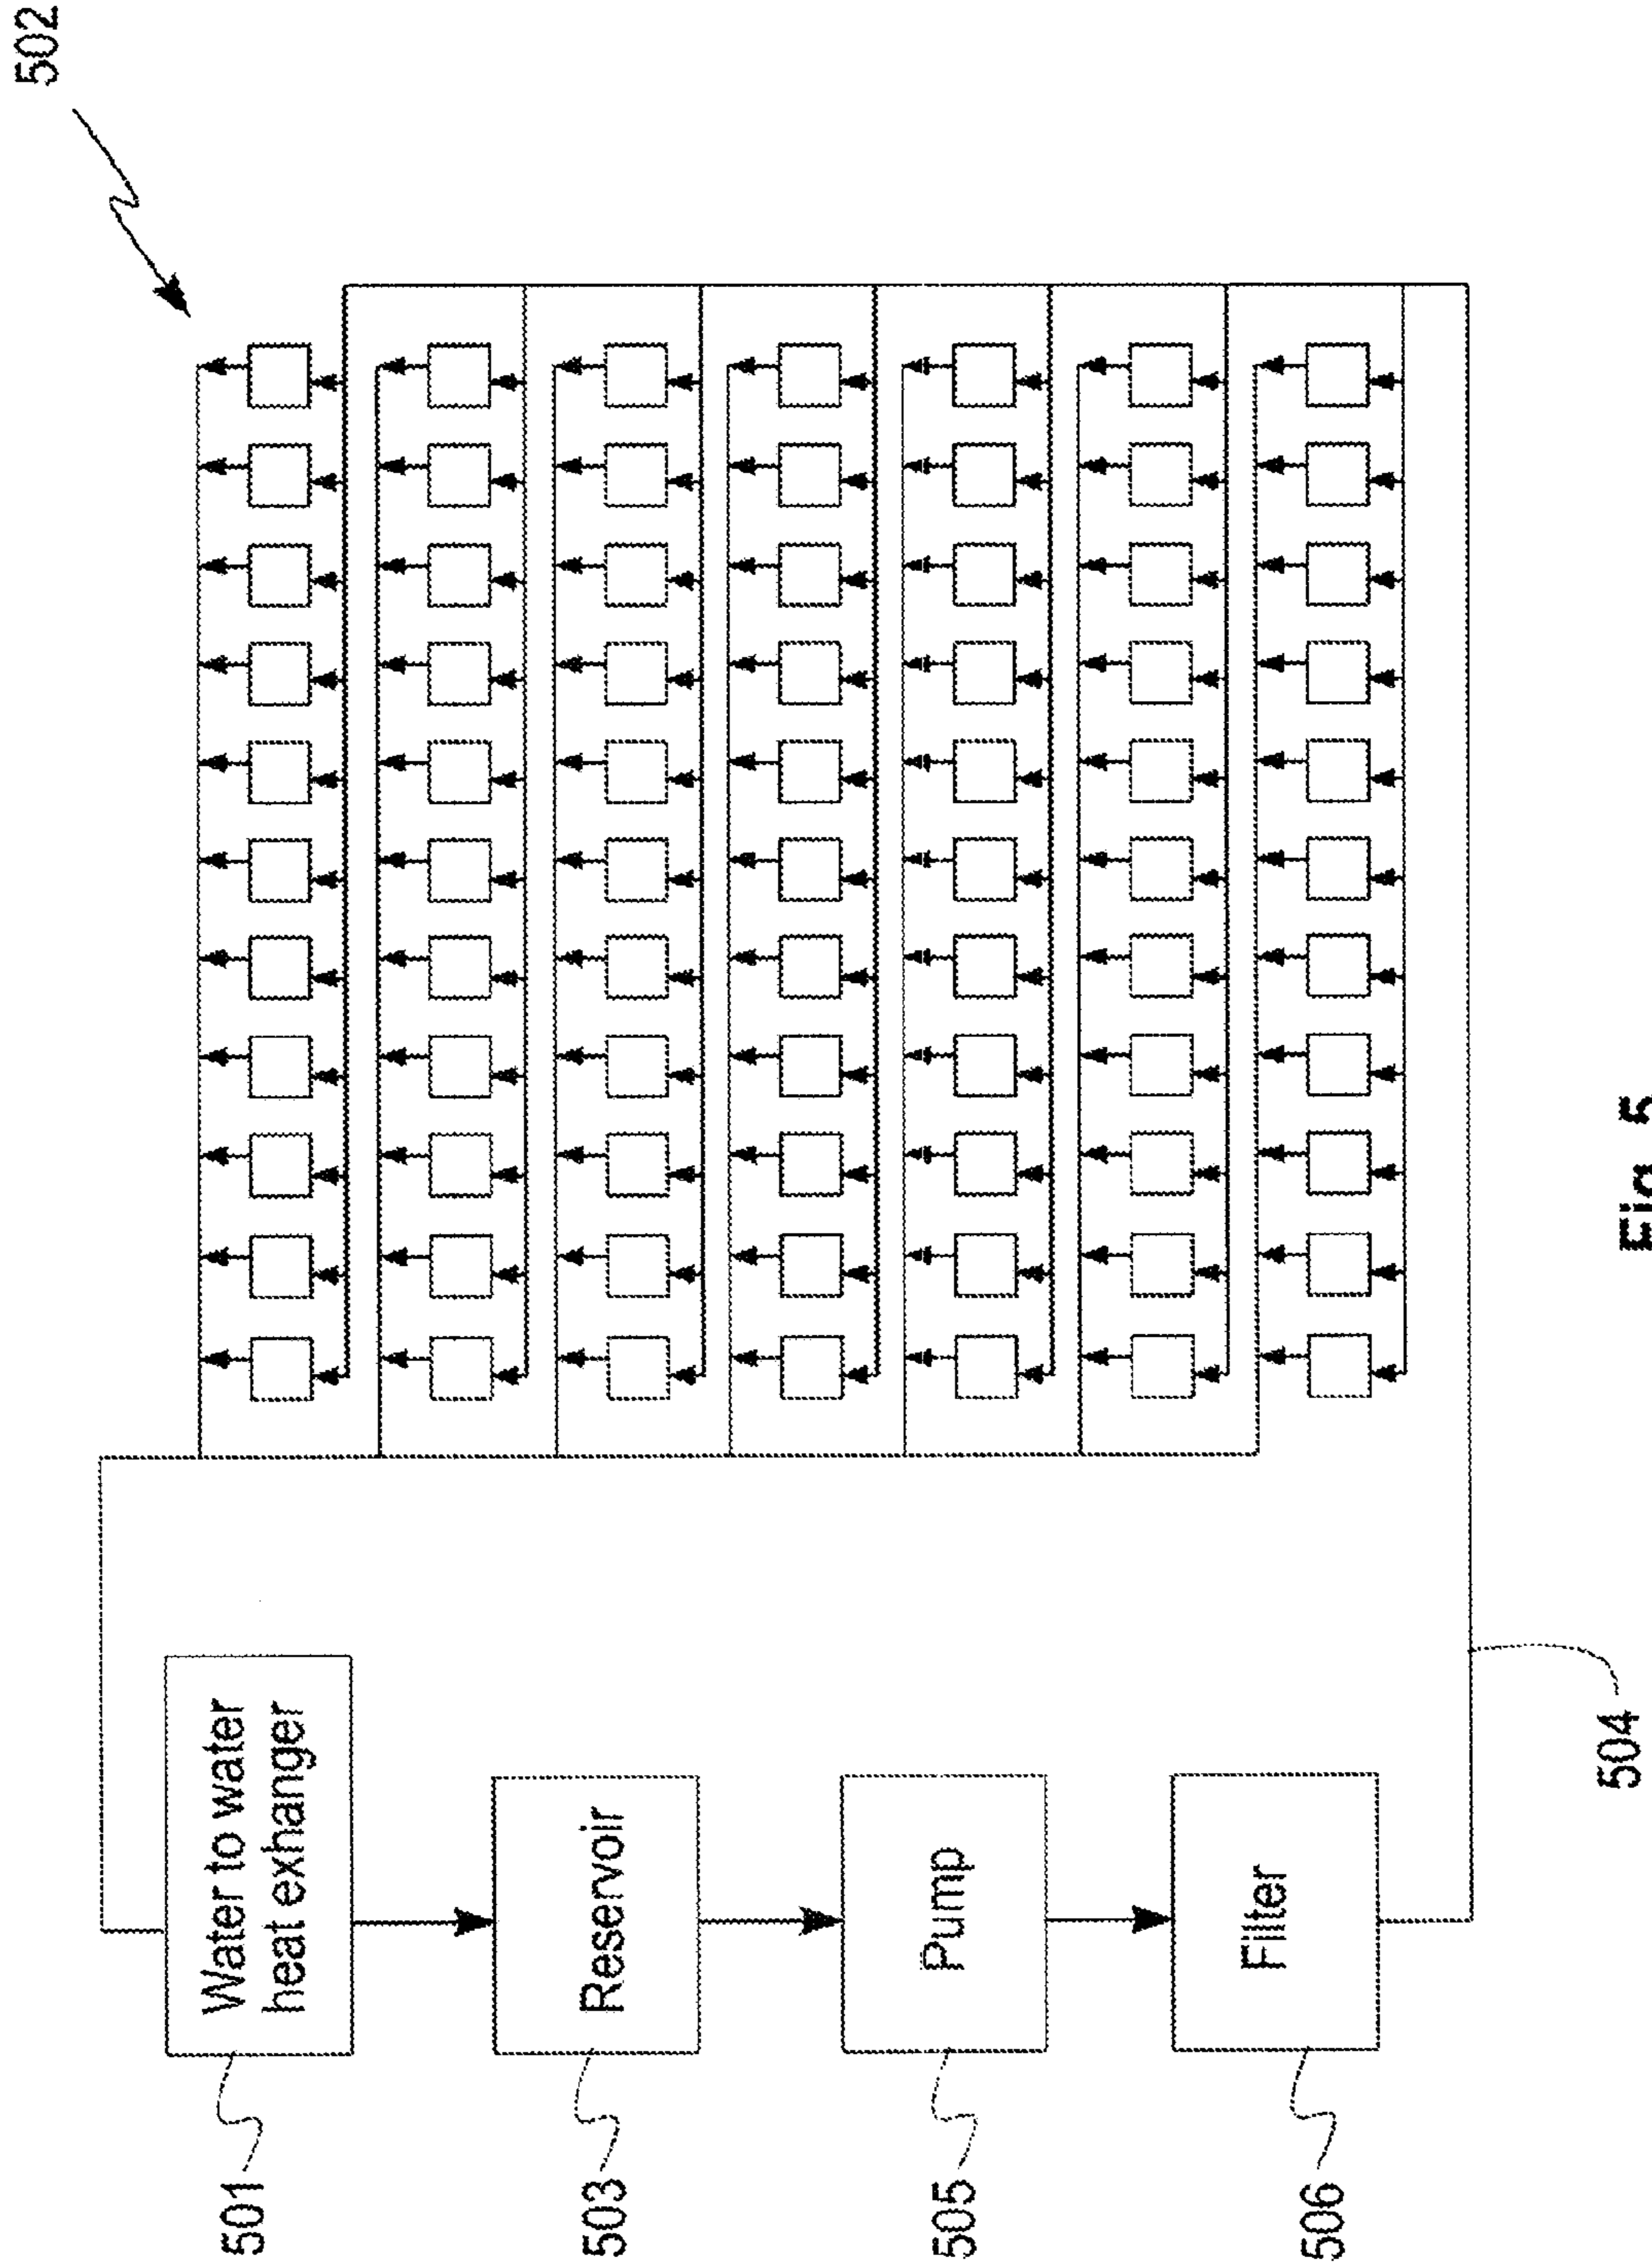 502
Water to water
heat exhanger
501
Reservoir
503
Pump
505
Filter
506
504
Fig. 5